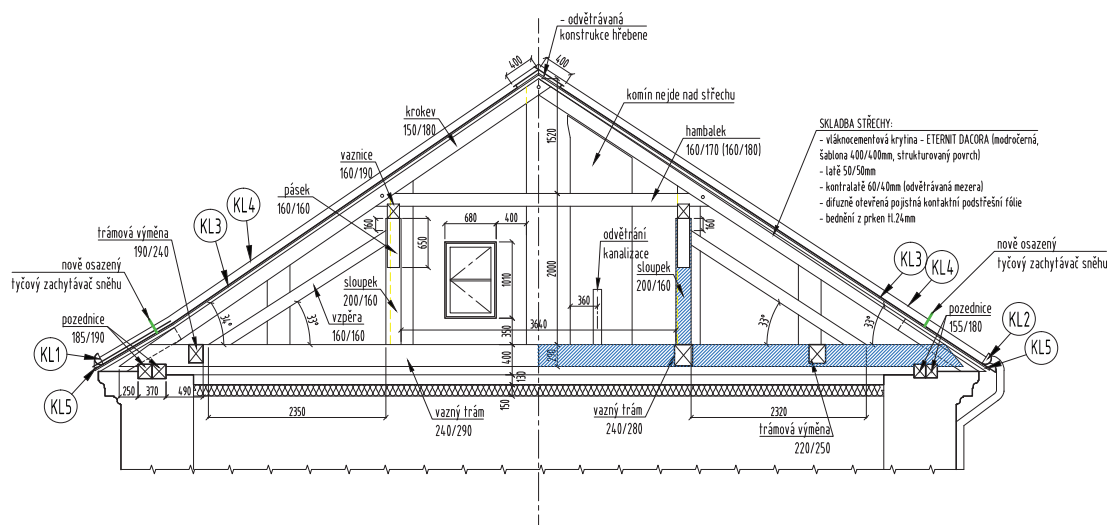 - odvětrávaná
konstrukce hřebene
400
400
komín nejde nad střechu
krokev
150/180
1520
hambalek
160/170 (160/180)
SKLADBA STŘECHY:
- vláknocementová krytina - ETERNIT DACORA (modročerná,
šablona 400/400mm, strukturovaný povrch)
- latě 50/50mm
- kontralatě 60/40mm (odvětrávaná mezera)
- difuzně otevřená pojistná kontaktní podstřešní fólie
- bednění z prken tl.24mm
vaznice
160/190
pásek
160/160
KL4
KL3
680
400
160
160
650
trámová výměna
190/240
odvětrání
kanalizace
2000
1010
nově osazený
tyčový zachytávač sněhu
nově osazený
tyčový zachytávač sněhu
KL3
KL4
sloupek
200/160
sloupek
200/160
vzpěra
160/160
360
3640
350
34°
33°
33°
33°
pozednice
185/190
pozednice
155/180
KL1
KL2
KL5
KL5
400
290
130
150
250
370
490
2350
vazný trám
240/290
vazný trám
240/280
2320
trámová výměna
220/250